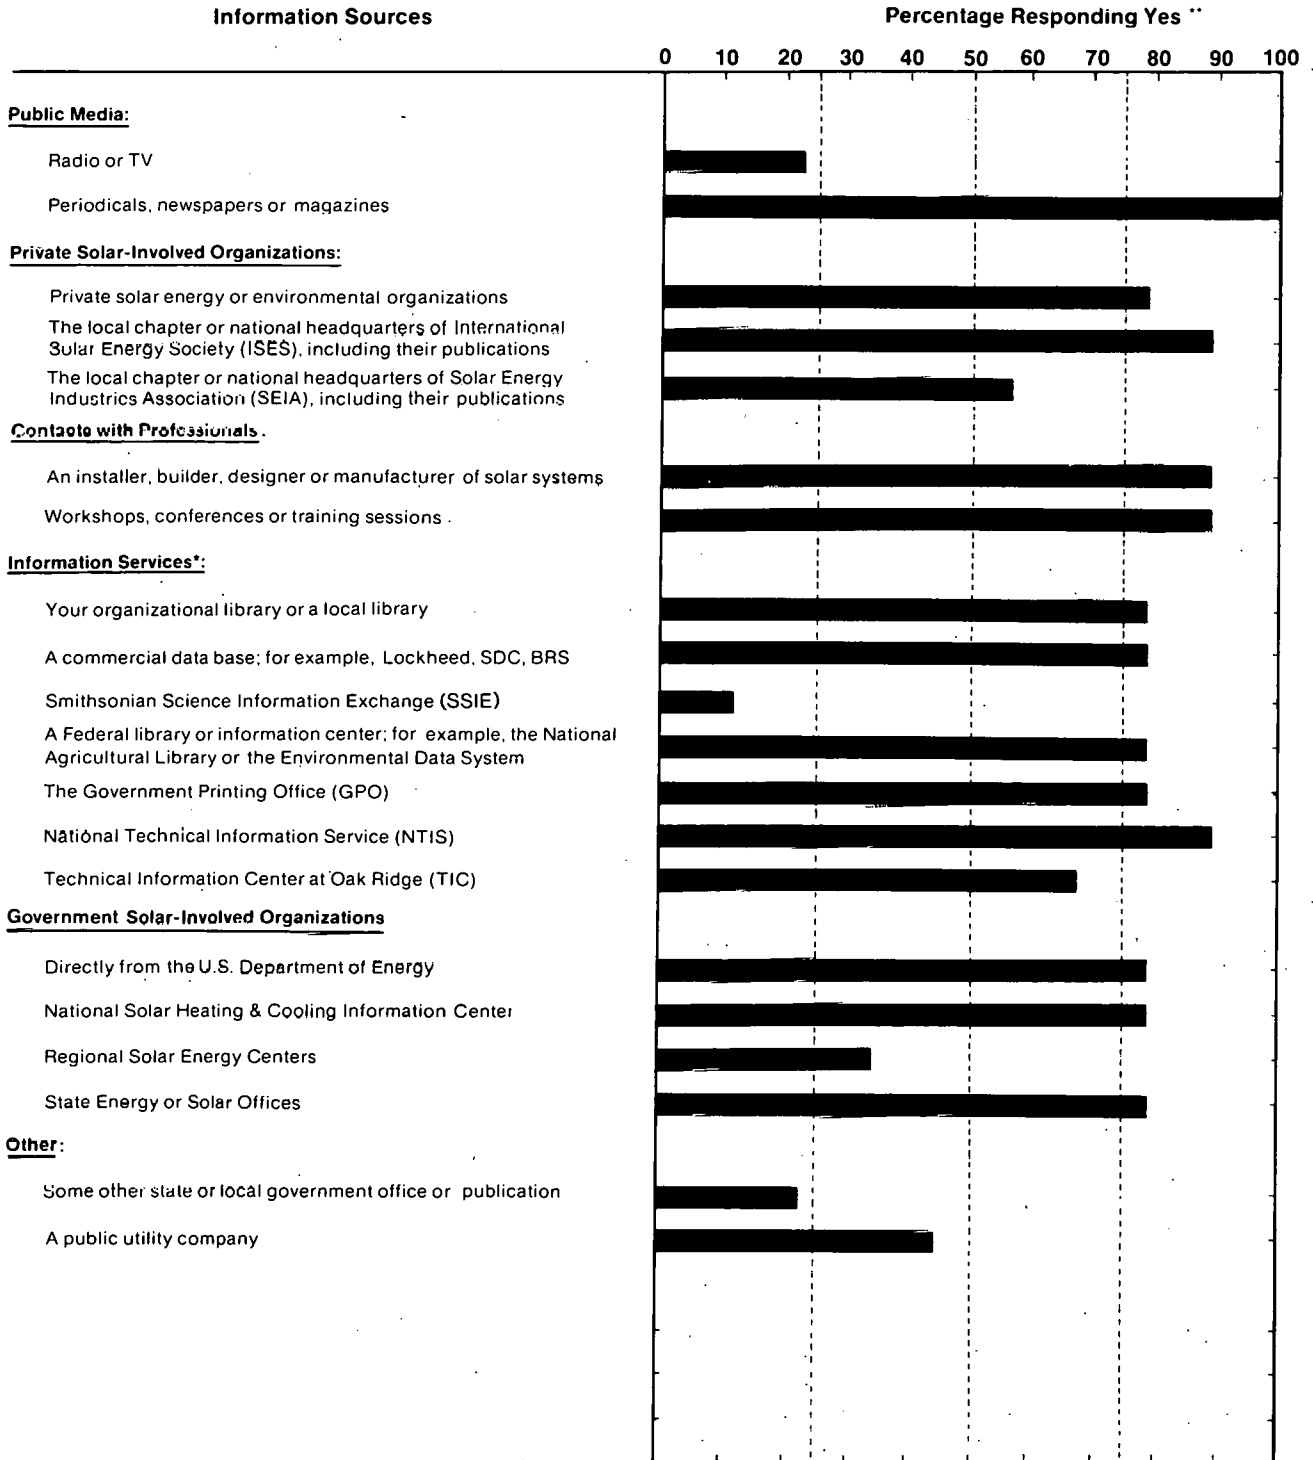 Information Sources
Percentage Responding Yes **
0 10 20 30 40 50 60 70 80 90 100
Public Media:
Radio or TV
Periodicals, newspapers or magazines
Private Solar-Involved Organizations:
Private solar energy or environmental organizations
The local chapter or national headquarters of International
Solar Energy Society (ISES), including their publications
The local chapter or national headquarters of Solar Energy
Industries Association (SEIA), including their publications
Contacts with Professionals.
An installer, builder, designer or manufacturer of solar systems
Workshops, conferences or training sessions
Information Services*:
Your organizational library or a local library
A commercial data base; for example, Lockheed, SDC, BRS
Smithsonian Science Information Exchange (SSIE)
A Federal library or information center; for example, the National
Agricultural Library or the Environmental Data System
The Government Printing Office (GPO)
National Technical Information Service (NTIS)
Technical Information Center at Oak Ridge (TIC)
Government Solar-Involved Organizations
Directly from the U.S. Department of Energy
National Solar Heating & Cooling Information Center
Regional Solar Energy Centers
State Energy or Solar Offices
Other:
Some other state or local government office or publication
A public utility company